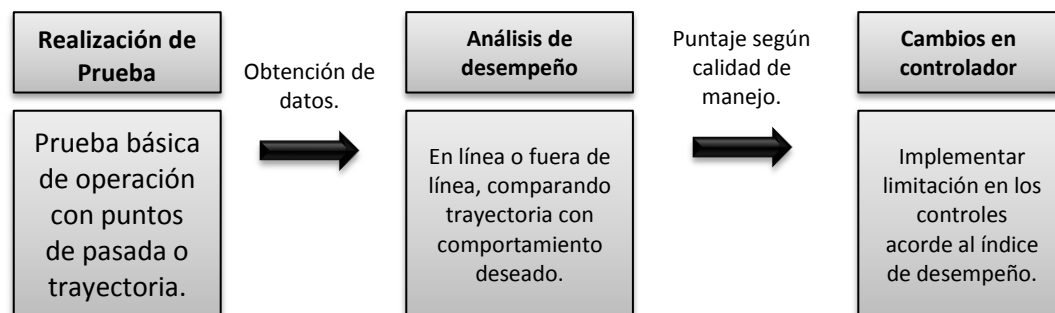 Realización de
Prueba
Prueba básica
de operación
con puntos
de pasada o
trayectoria.
Obtención de
datos.
Análisis de
desempeño
En línea o fuera de
línea, comparando
trayectoria con
comportamiento
deseado.
Puntaje según
calidad de
manejo.
Cambios en
controlador
Implementar
limitación en los
controles
acorde al índice
de desempeño.